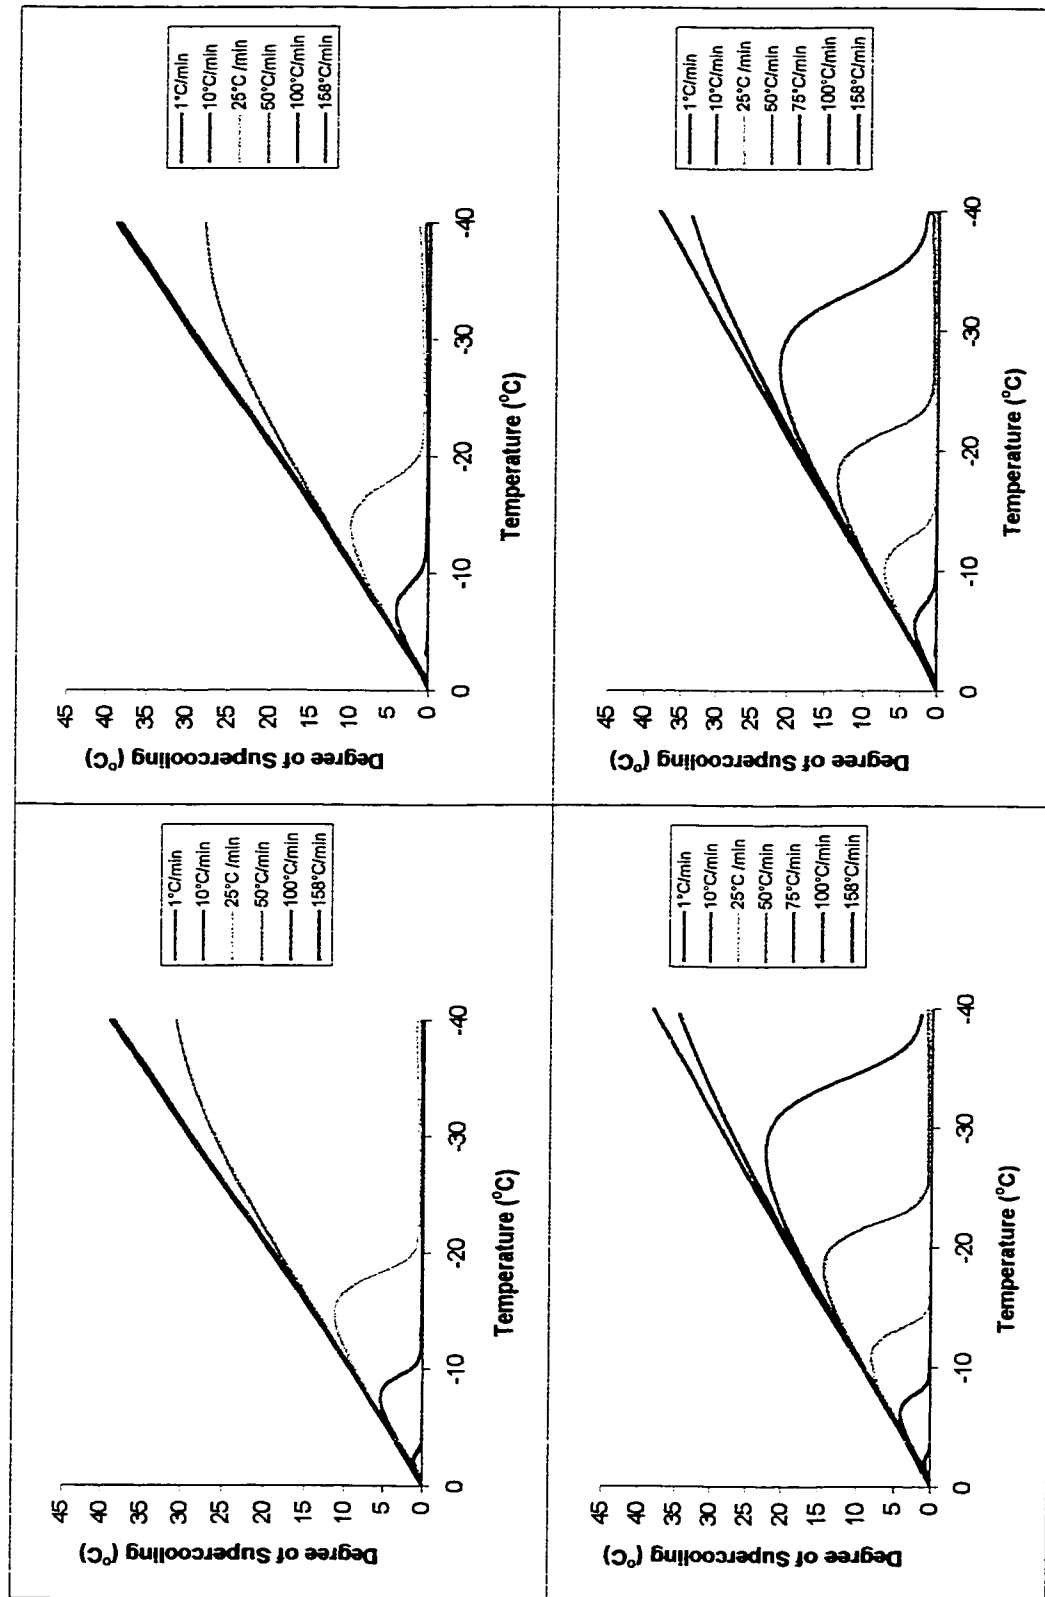 Degree of Supercooling (°C)
45
40
35
30
25
20
15
10
5
0
0
-10
-20
-30
-40
Temperature (°C)
1°C/min
10°C/min
25°C /min
50°C/min
100°C/min
158°C/min
Degree of Supercooling (°C)
45
40
35
30
25
20
15
10
5
0
0
-10
-20
-30
-40
Temperature (°C)
1°C/min
10°C/min
25°C /min
50°C/min
100°C/min
158°C/min
Degree of Supercooling (°C)
45
40
35
30
25
20
15
10
5
0
0
-10
-20
-30
-40
Temperature (°C)
1°C/min
10°C/min
25°C /min
50°C/min
75°C/min
100°C/min
158°C/min
Degree of Supercooling (°C)
45
40
35
30
25
20
15
10
5
0
0
-10
-20
-30
-40
Temperature (°C)
1°C/min
10°C/min
25°C /min
50°C/min
75°C/min
100°C/min
158°C/min